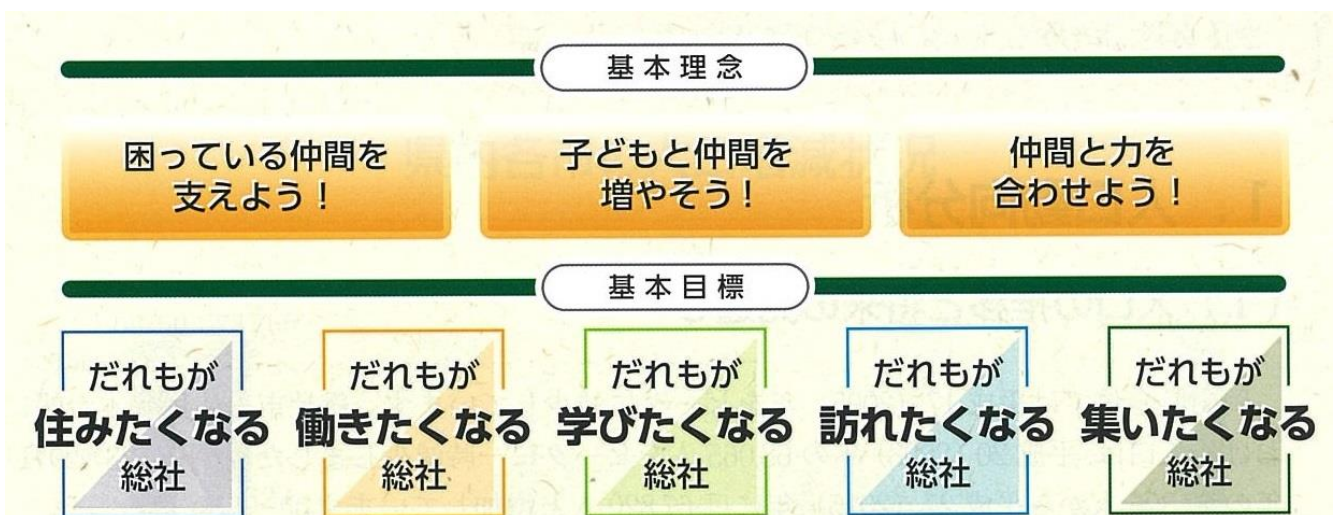 基本理念
困っている仲間を
支えよう！
子どもと仲間を
増やそう！
仲間と力を
合わせよう！
基本目標
だれもが
住みたくなる
総社
だれもが
働きたくなる
総社
だれもが
学びたくなる
総社
だれもが
訪れたくなる
総社
だれもが
集いたくなる
総社